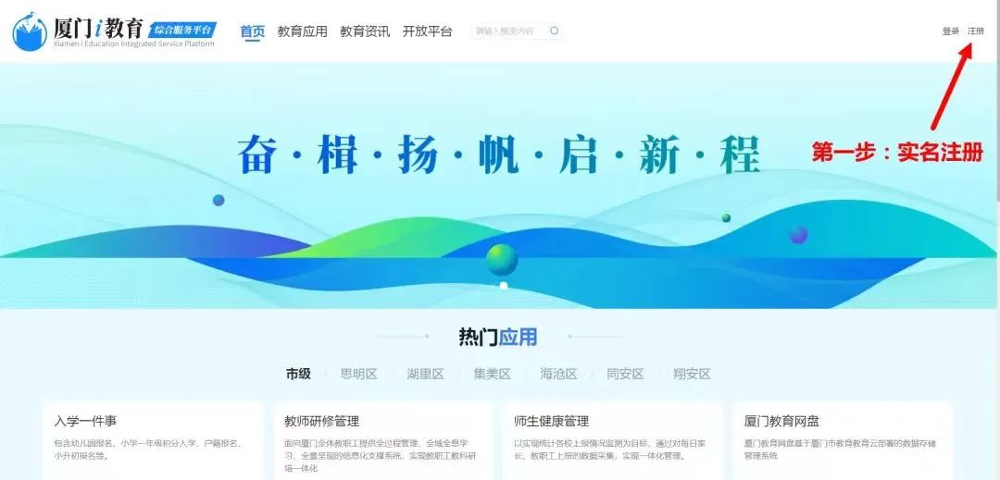 厦门i教育 综合服务平台
Xiamen i Education Integrated Service Platform
首页 教育应用 教育资讯 开放平台 请输入搜索内容
登录 注册
第一步：实名注册
奋·楫·扬·帆·启·新·程
热门应用
市级 思明区 湖里区 集美区 海沧区 同安区 翔安区
入学一件事
包含幼儿园报名、小学一年级积分入学、户籍报名、
小升初报名等。
教师研修管理
面向厦门全体教职工提供全过程管理、全域全息学
习、全景呈现的信息化支撑系统，实现教职工教科研
培一体化
师生健康管理
以实现统计各校上报情况监测为目标，通过对每日家
长、教职工上报的数据采集，实现一体化管理。
厦门教育网盘
厦门教育网盘基于厦门市教育教育云部署的数据存储
管理系统